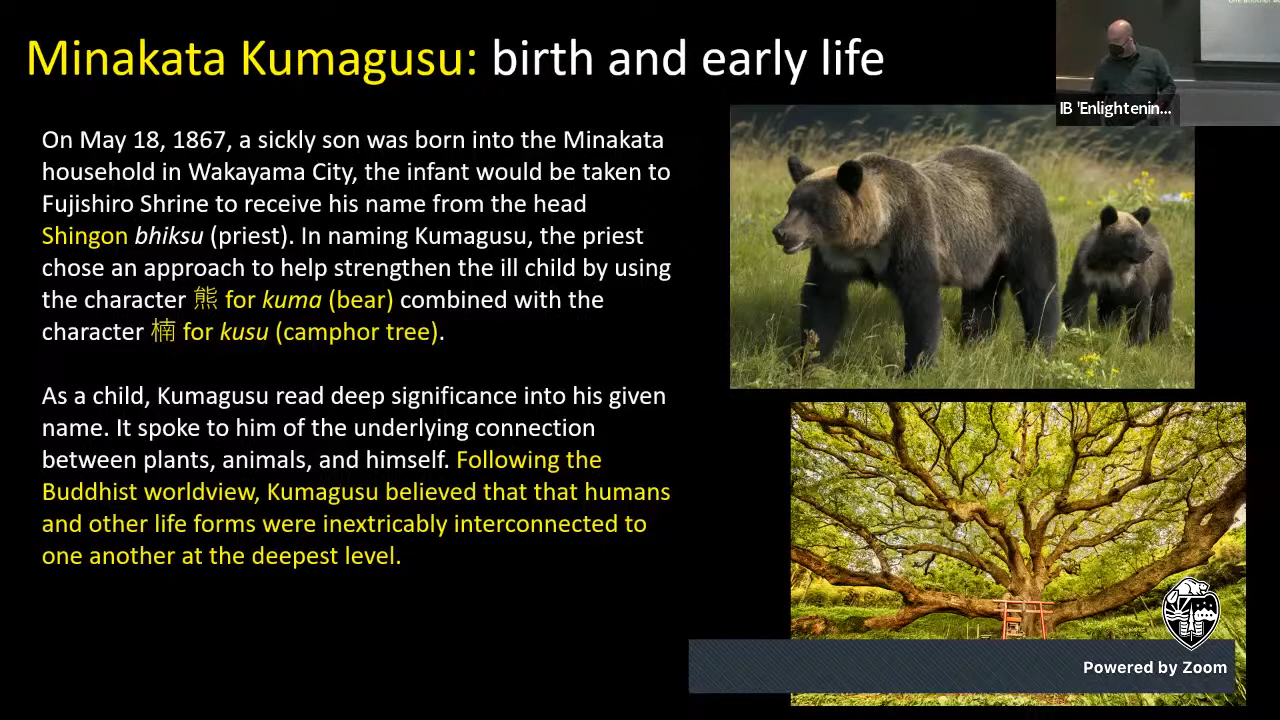 Minakata Kumagusu: birth and early life
On May 18, 1867, a sickly son was born into the Minakata
household in Wakayama City, the infant would be taken to
Fujishiro Shrine to receive his name from the head
Shingon bhiksu (priest). In naming Kumagusu, the priest
chose an approach to help strengthen the ill child by using
the character 熊 for kuma (bear) combined with the
character 楠 for kusu (camphor tree).
As a child, Kumagusu read deep significance into his given
name. It spoke to him of the underlying connection
between plants, animals, and himself. Following the
Buddhist worldview, Kumagusu believed that that humans
and other life forms were inextricably interconnected to
one another at the deepest level.
IB 'Enlightenin...
Powered by Zoom